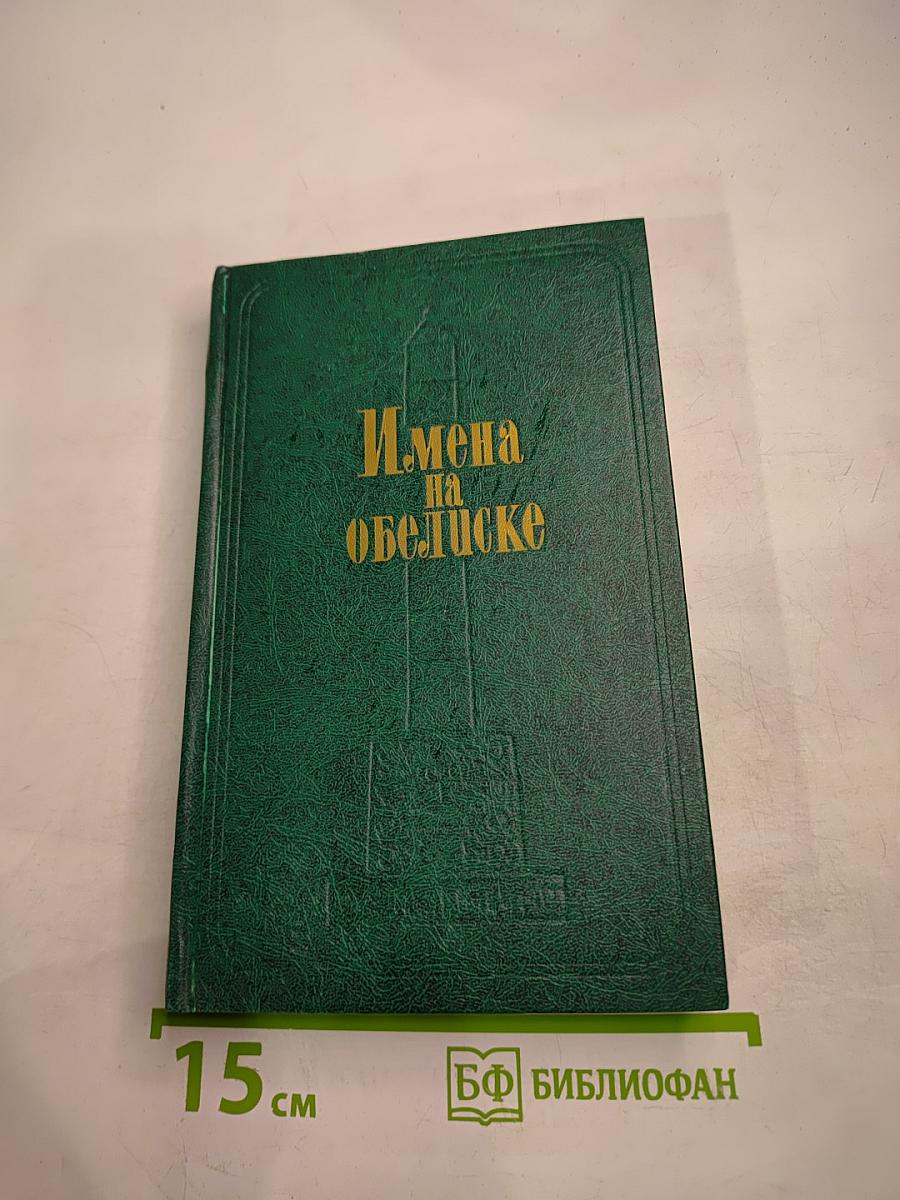 Имена
на
обелиске
15 см
БФ БИБЛИОФАН